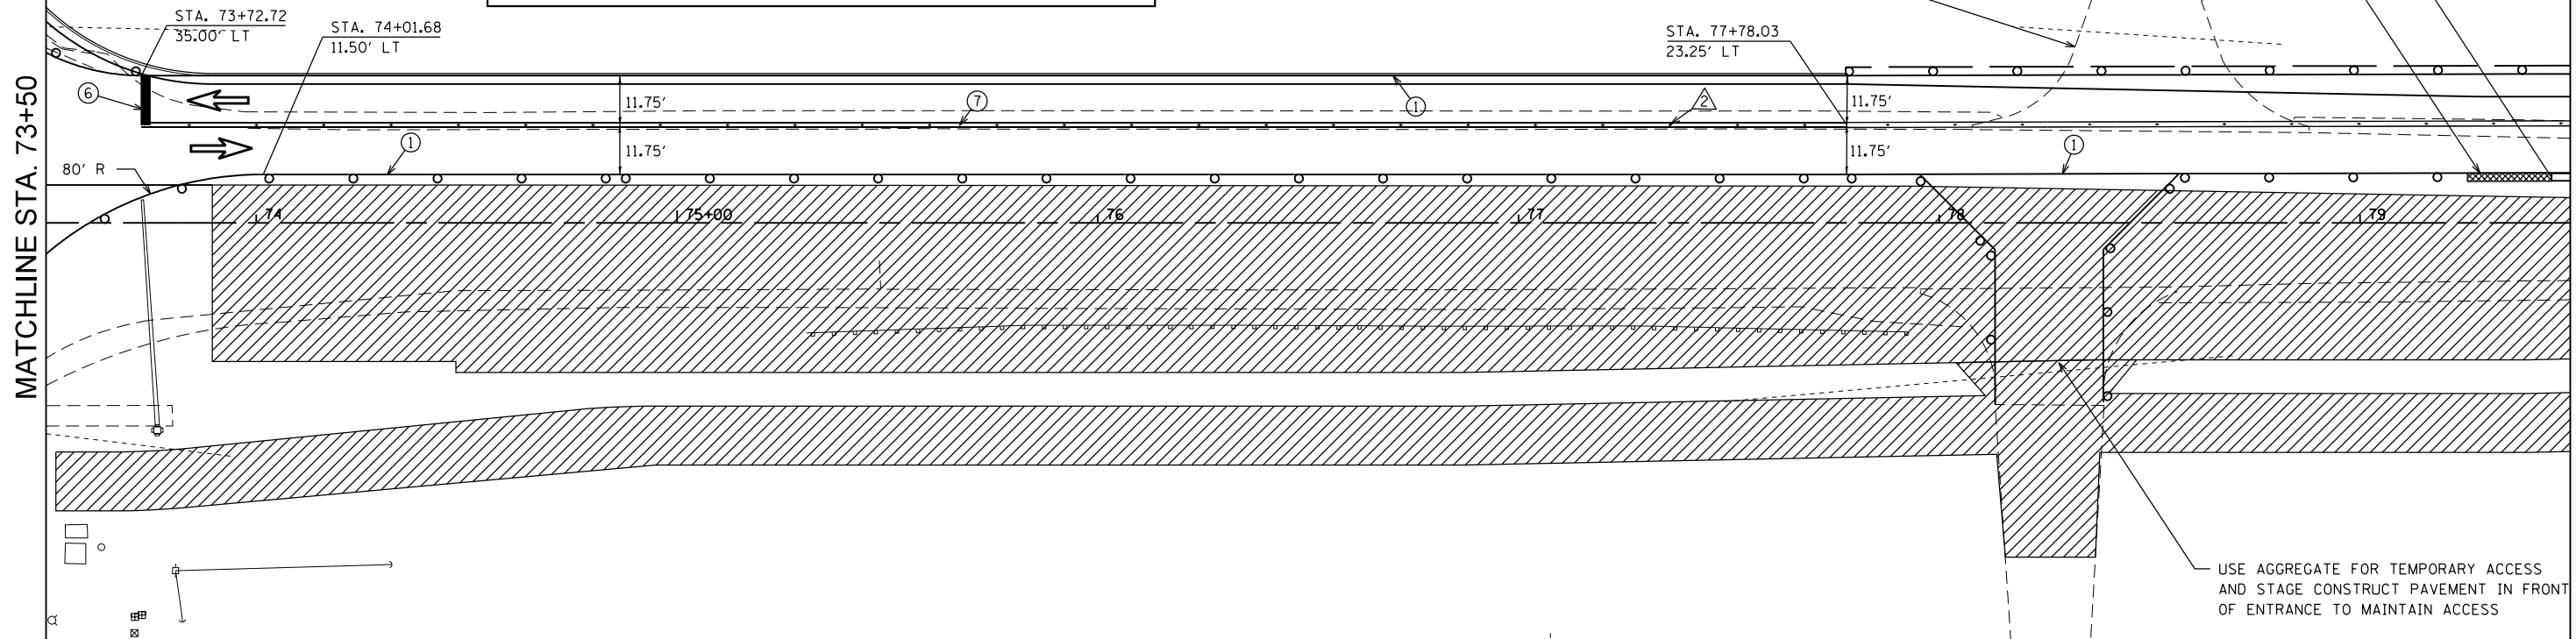 STA. 73+72.72
35.00' LT
STA. 74+01.68
11.50' LT
STA. 77+78.03
23.25' LT
MATCHLINE STA. 73+50
6
7
1
2
11.75'
11.75'
11.75'
11.75'
1
1
80' R
74
75+00
76
77
78
79
USE AGGREGATE FOR TEMPORARY ACCESS
AND STAGE CONSTRUCT PAVEMENT IN FRONT
OF ENTRANCE TO MAINTAIN ACCESS